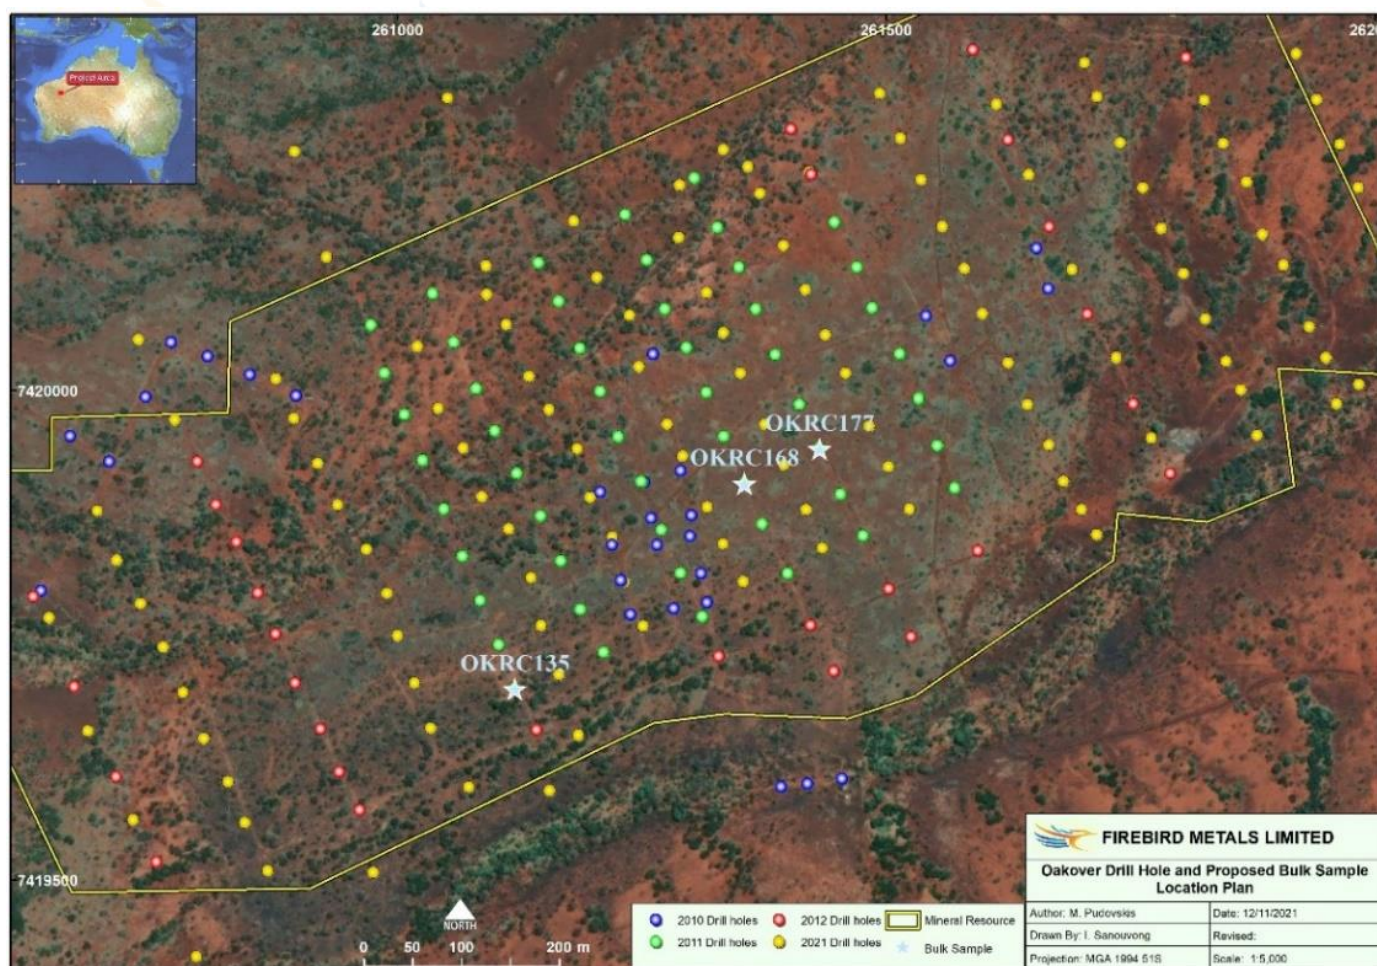 261000
261500
Project Area
7420000
OKRC177
OKRC168
OKRC135
7419500
NORTH
0 50 100 200 m
2010 Drill holes
2012 Drill holes
Mineral Resource
2011 Drill holes
2021 Drill holes
Bulk Sample
FIREBIRD METALS LIMITED
Oakover Drill Hole and Proposed Bulk Sample
Location Plan
Author: M. Pudovskis
Date: 12/11/2021
Drawn By: I. Sanouvong
Revised:
Projection: MGA 1994 51S
Scale: 1:5,000